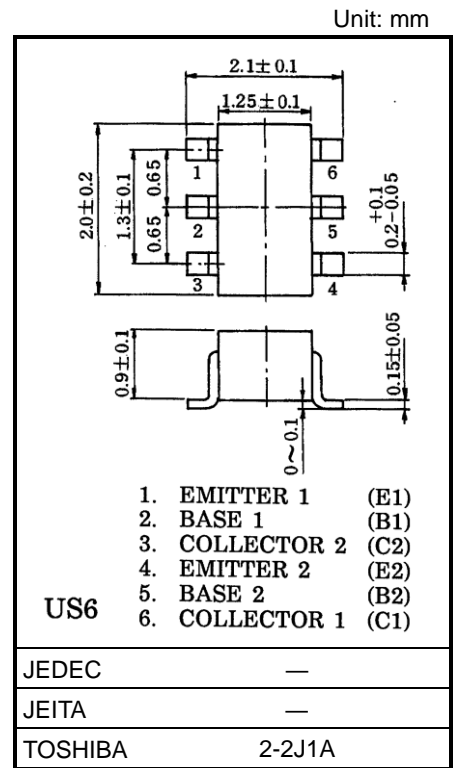 Unit: mm
2.1±0.1
1.25±0.1
1
6
2
5
3
4
2.0±0.2
1.3±0.1
0.65
0.65
+0.1
0.2-0.05
0.9±0.1
0.15±0.05
0~0.1
1. EMITTER 1 (E1)
2. BASE 1 (B1)
3. COLLECTOR 2 (C2)
4. EMITTER 2 (E2)
5. BASE 2 (B2)
US6 6. COLLECTOR 1 (C1)
JEDEC —
JEITA —
TOSHIBA 2-2J1A